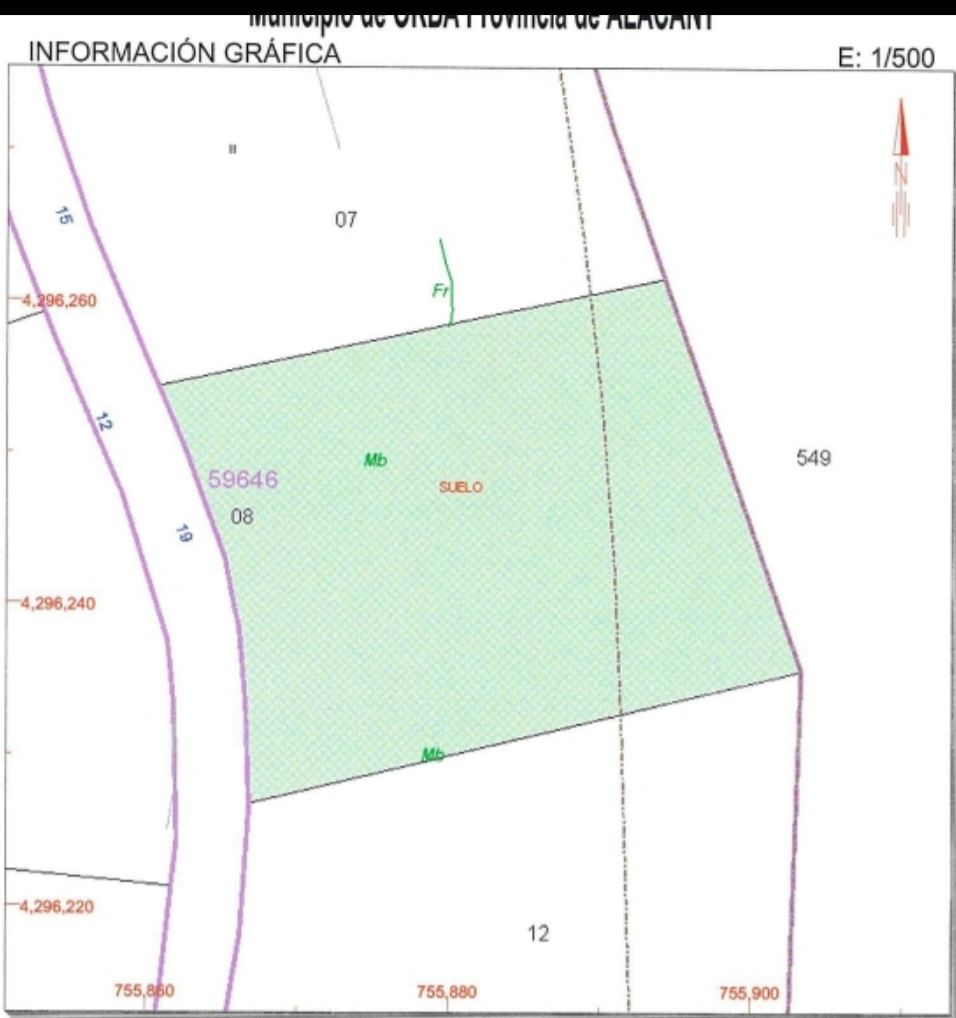 Municipio de ORBA Provincia de ALACANT
INFORMACIÓN GRÁFICA E: 1/500
II
N
15
07
Fr
4,296,260
12
Mb
549
59646
SUELO
08
19
4,296,240
Mb
4,296,220
12
755,860 755,880 755,900